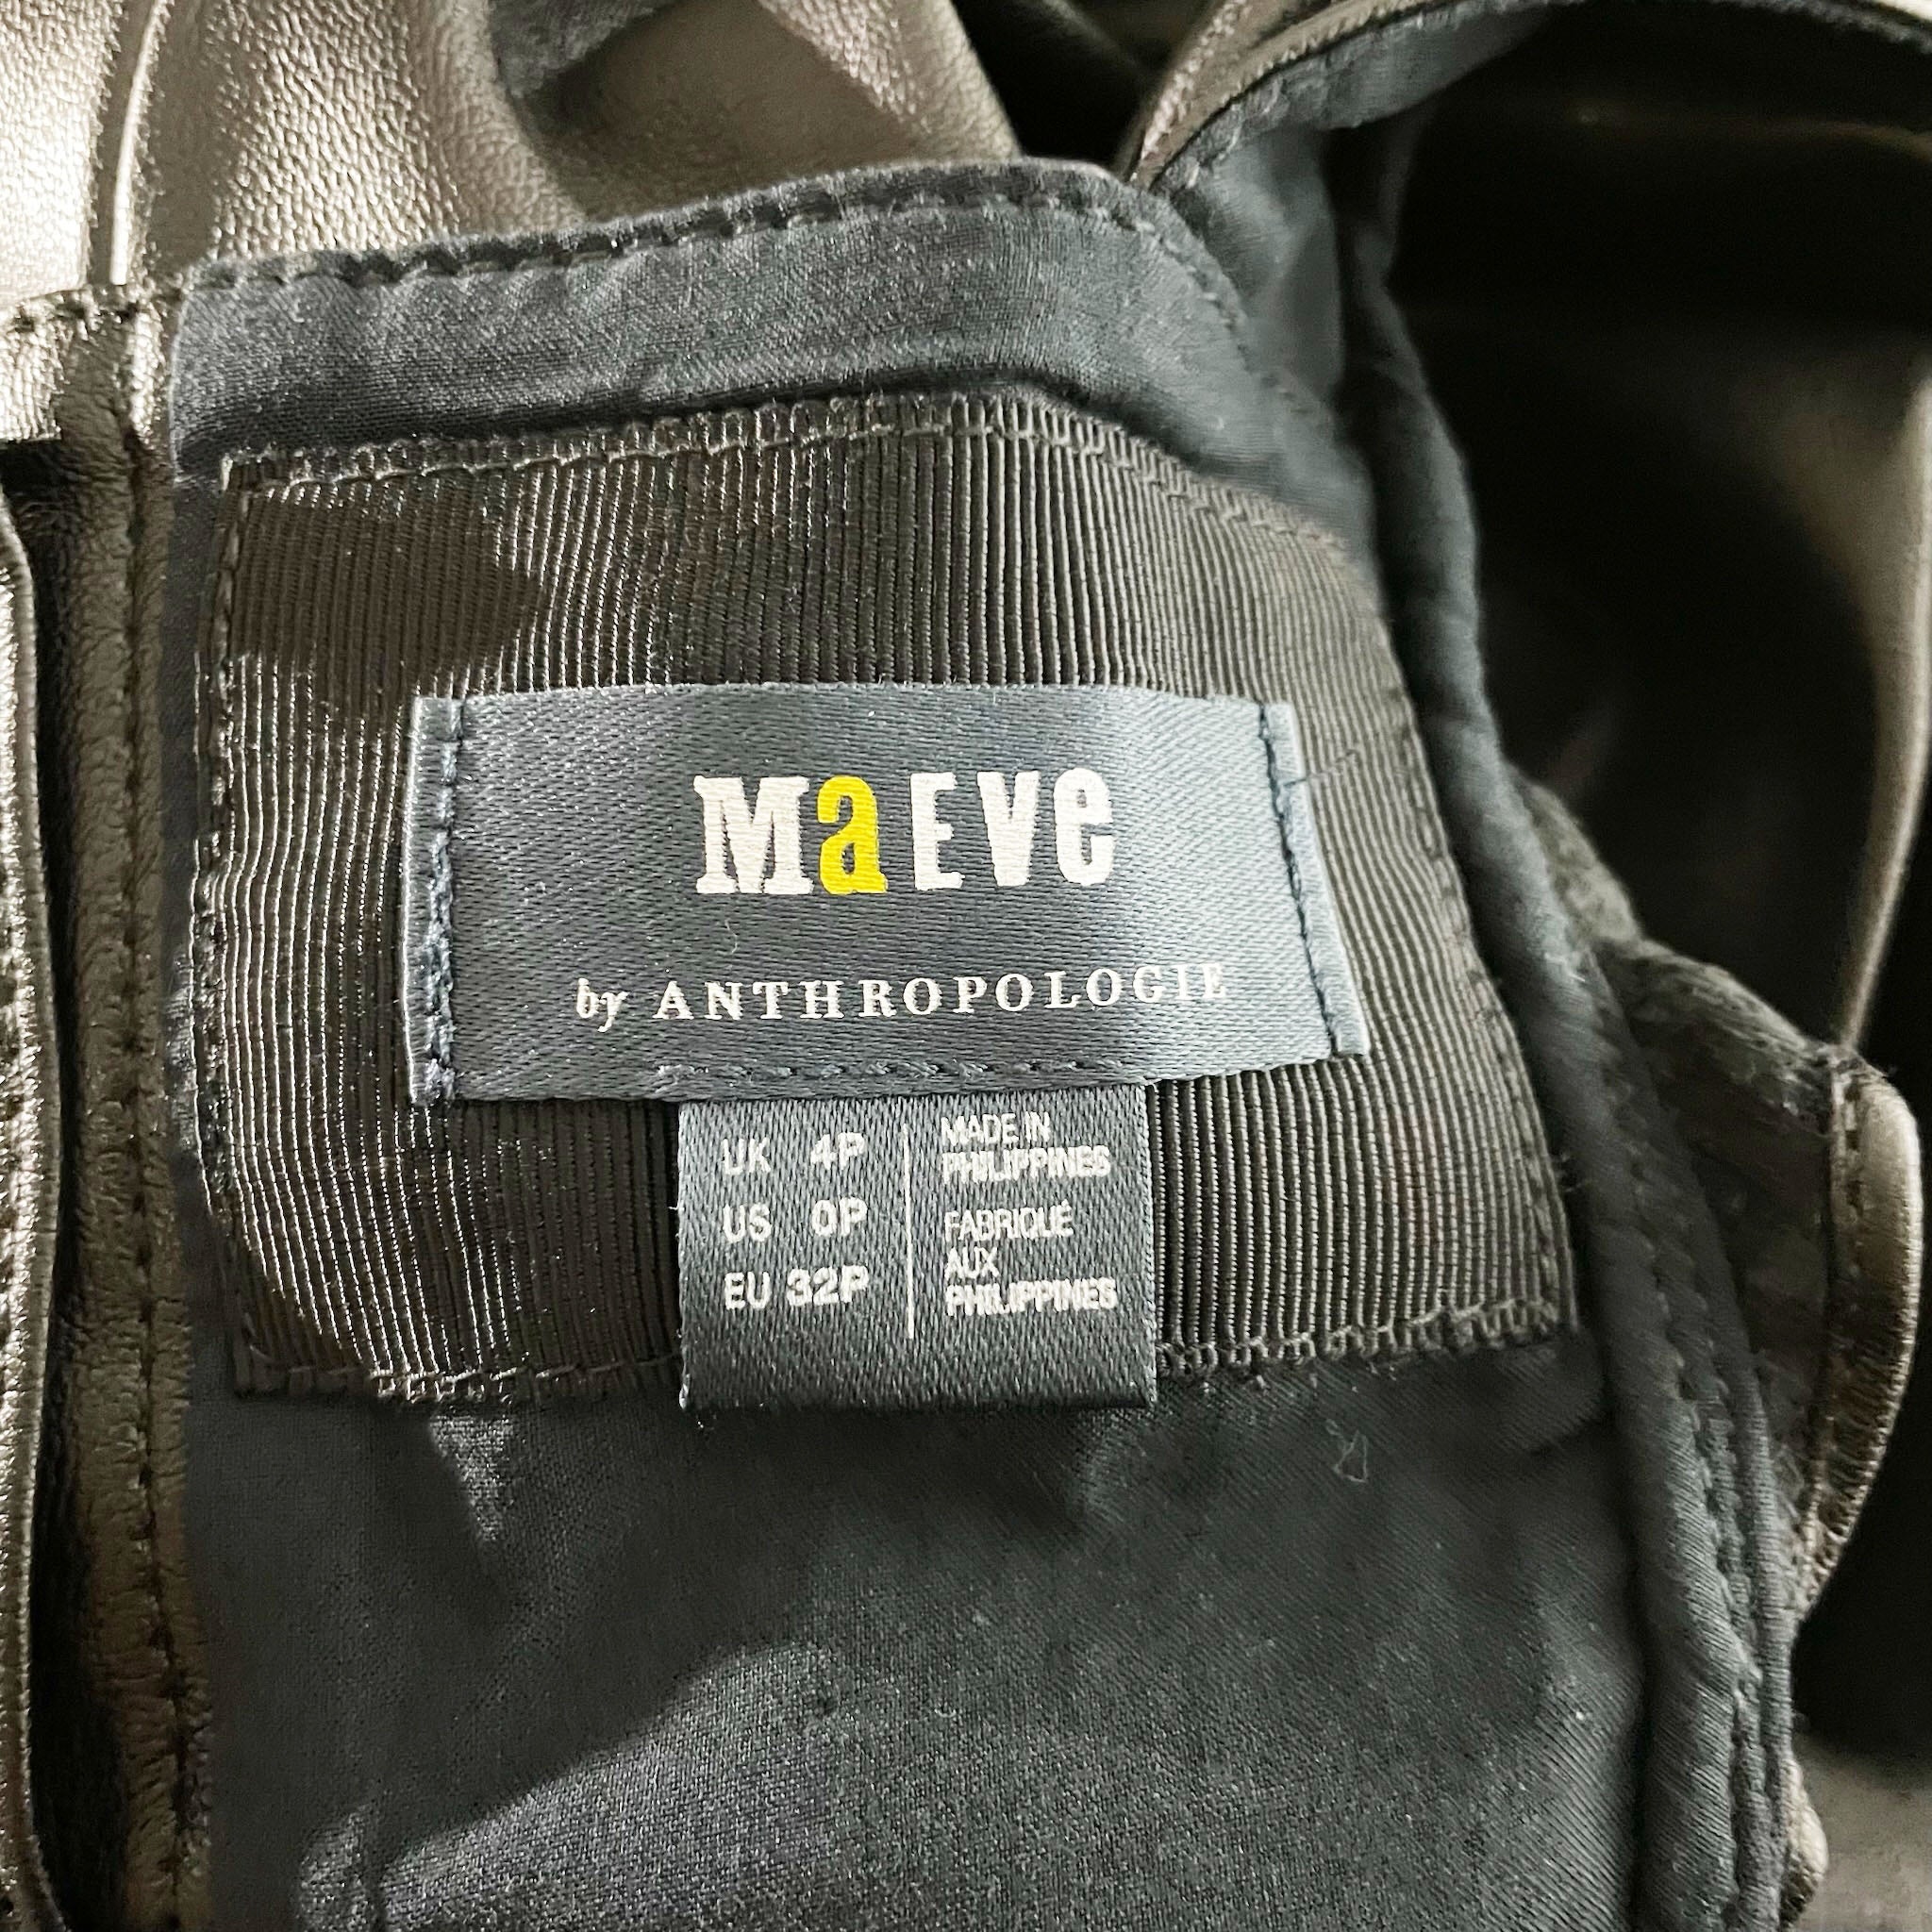 MaEve
by ANTHROPOLOGIE
UK 4P
US 0P
EU 32P
MADE IN
PHILIPPINES
FABRIQUÉ
AUX
PHILIPPINES